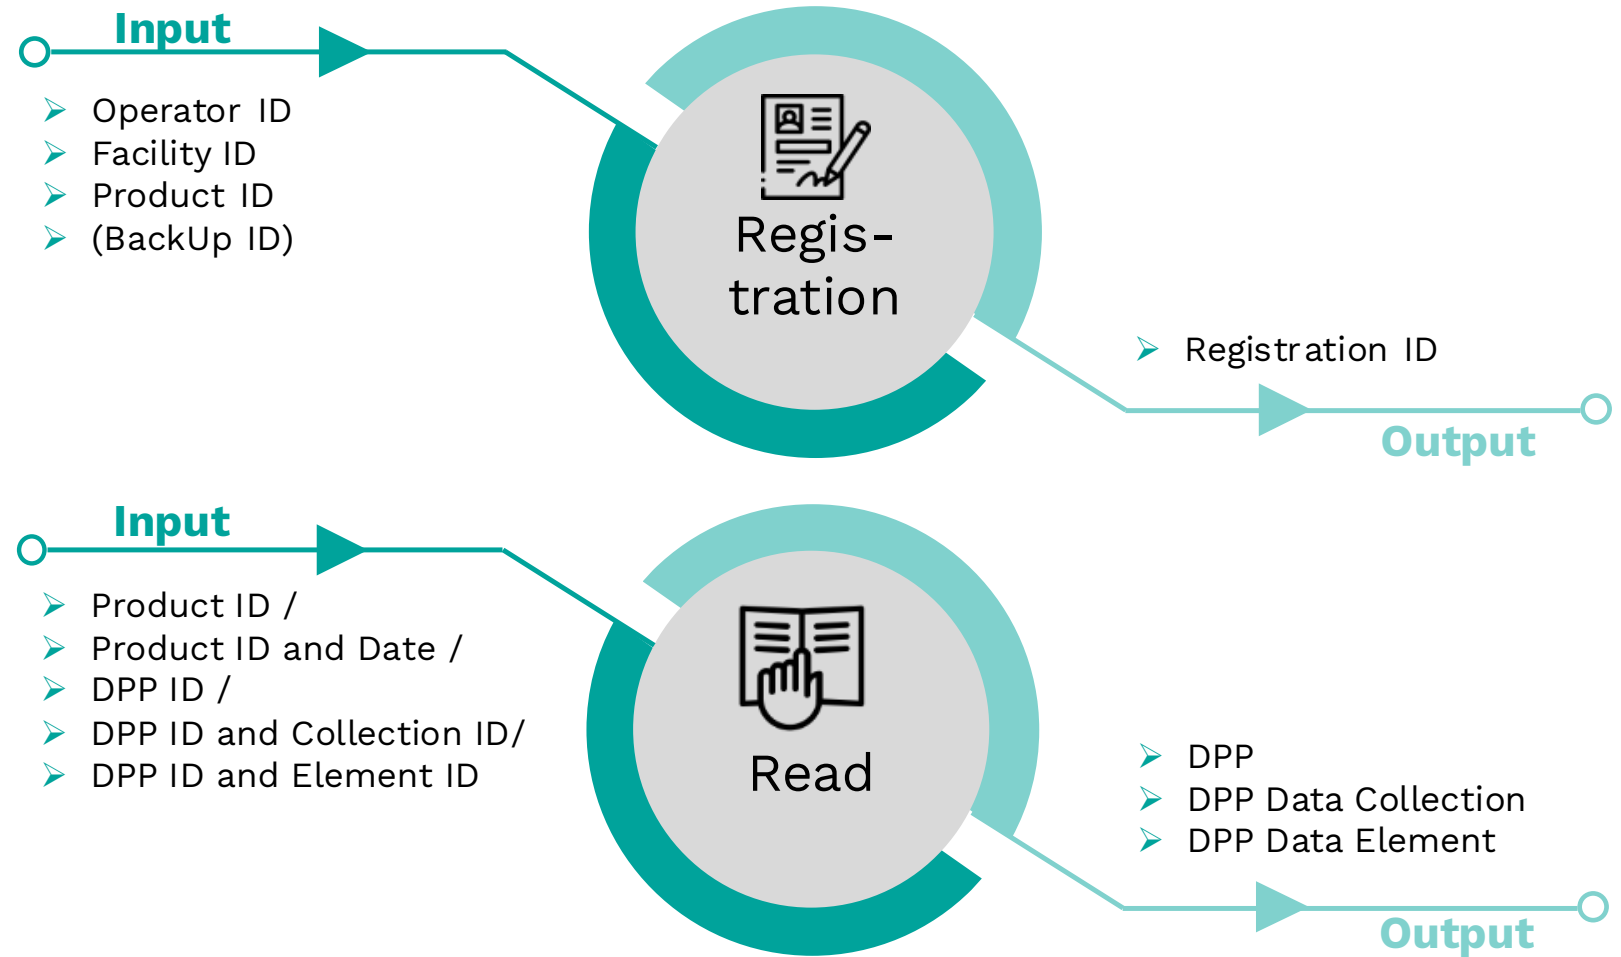 Input
Operator ID
Facility ID
Product ID
(BackUp ID)
Regis-
tration
Registration ID
Output
Input
Product ID /
Product ID and Date /
DPP ID /
DPP ID and Collection ID/
DPP ID and Element ID
Read
DPP
DPP Data Collection
DPP Data Element
Output